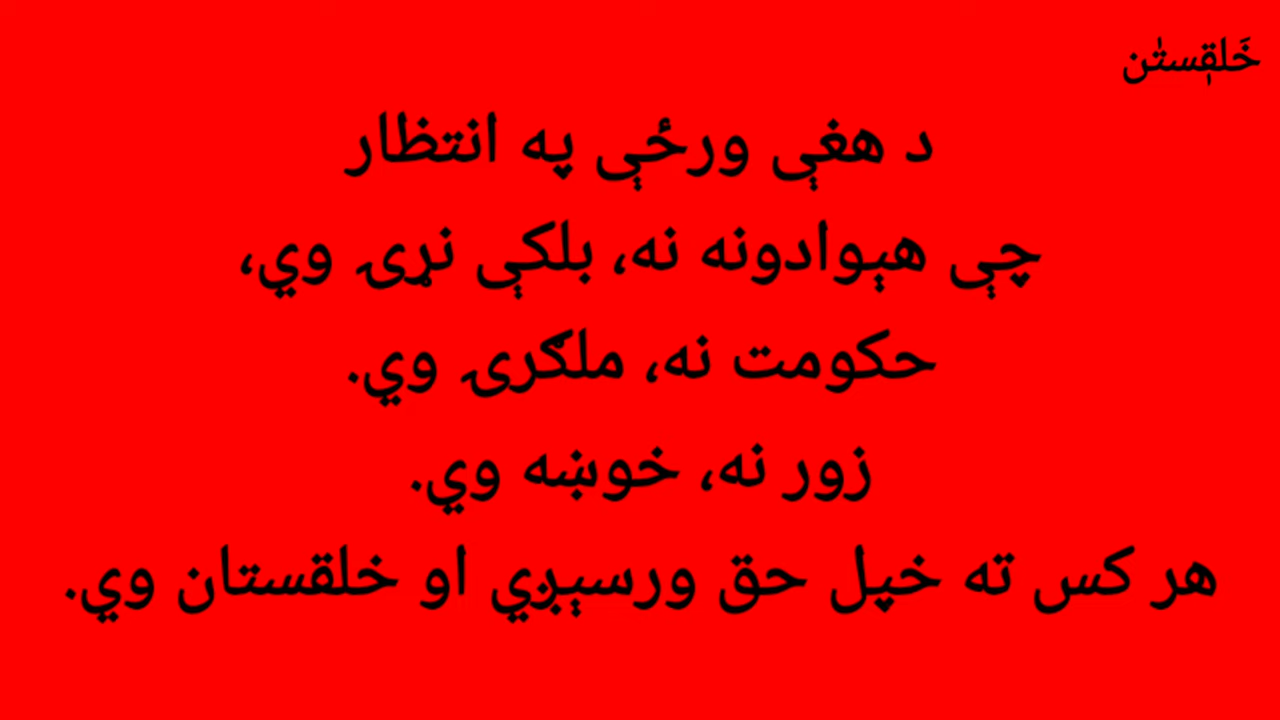 خَلقٕستٰن
د هغې ورځې په انتظار
چې هېوادونه نه، بلکې نړۍ وي،
حکومت نه، ملګرۍ وي.
زور نه، خوښه وي.
هر کس ته خپل حق ورسېږي او خلقستان وي.